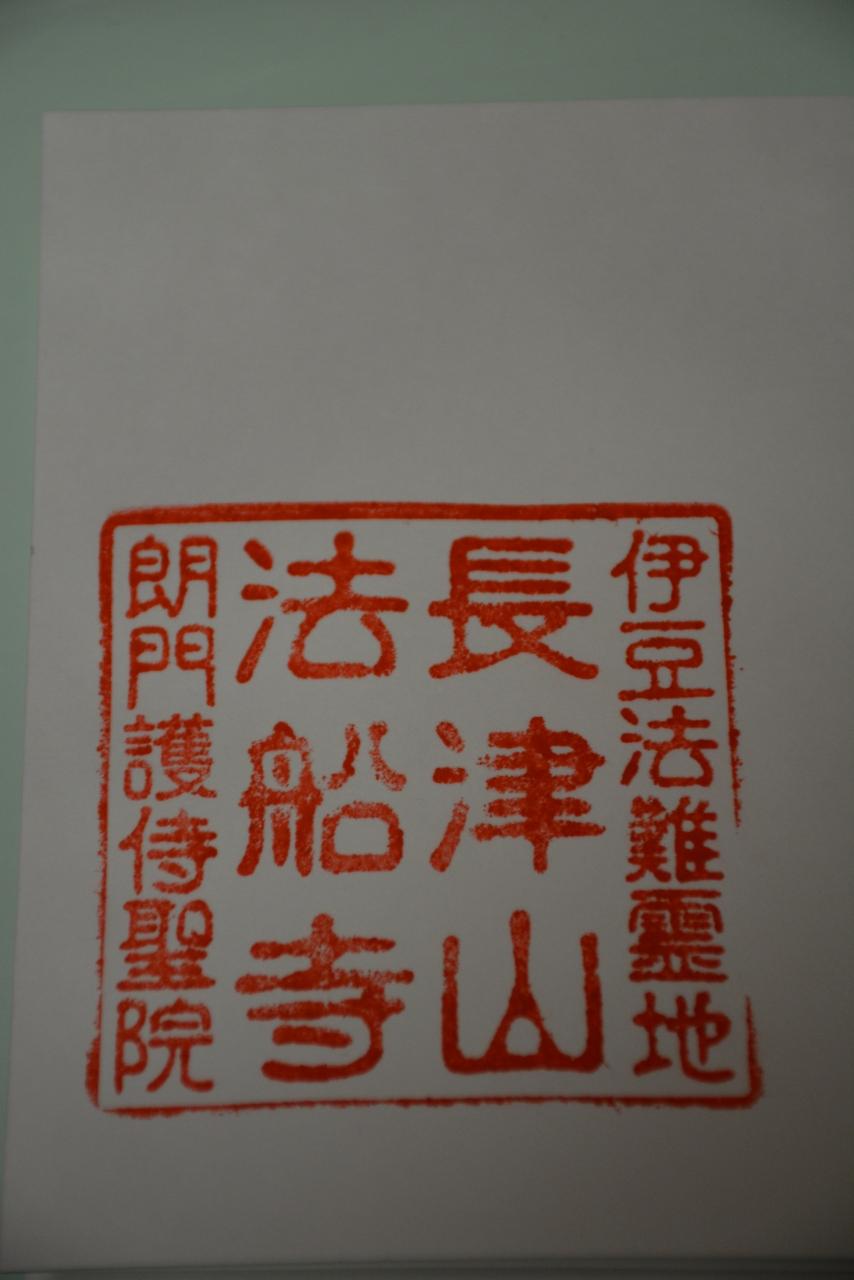 伊豆法難霊地
長津山
法船寺
朗門護侍聖院